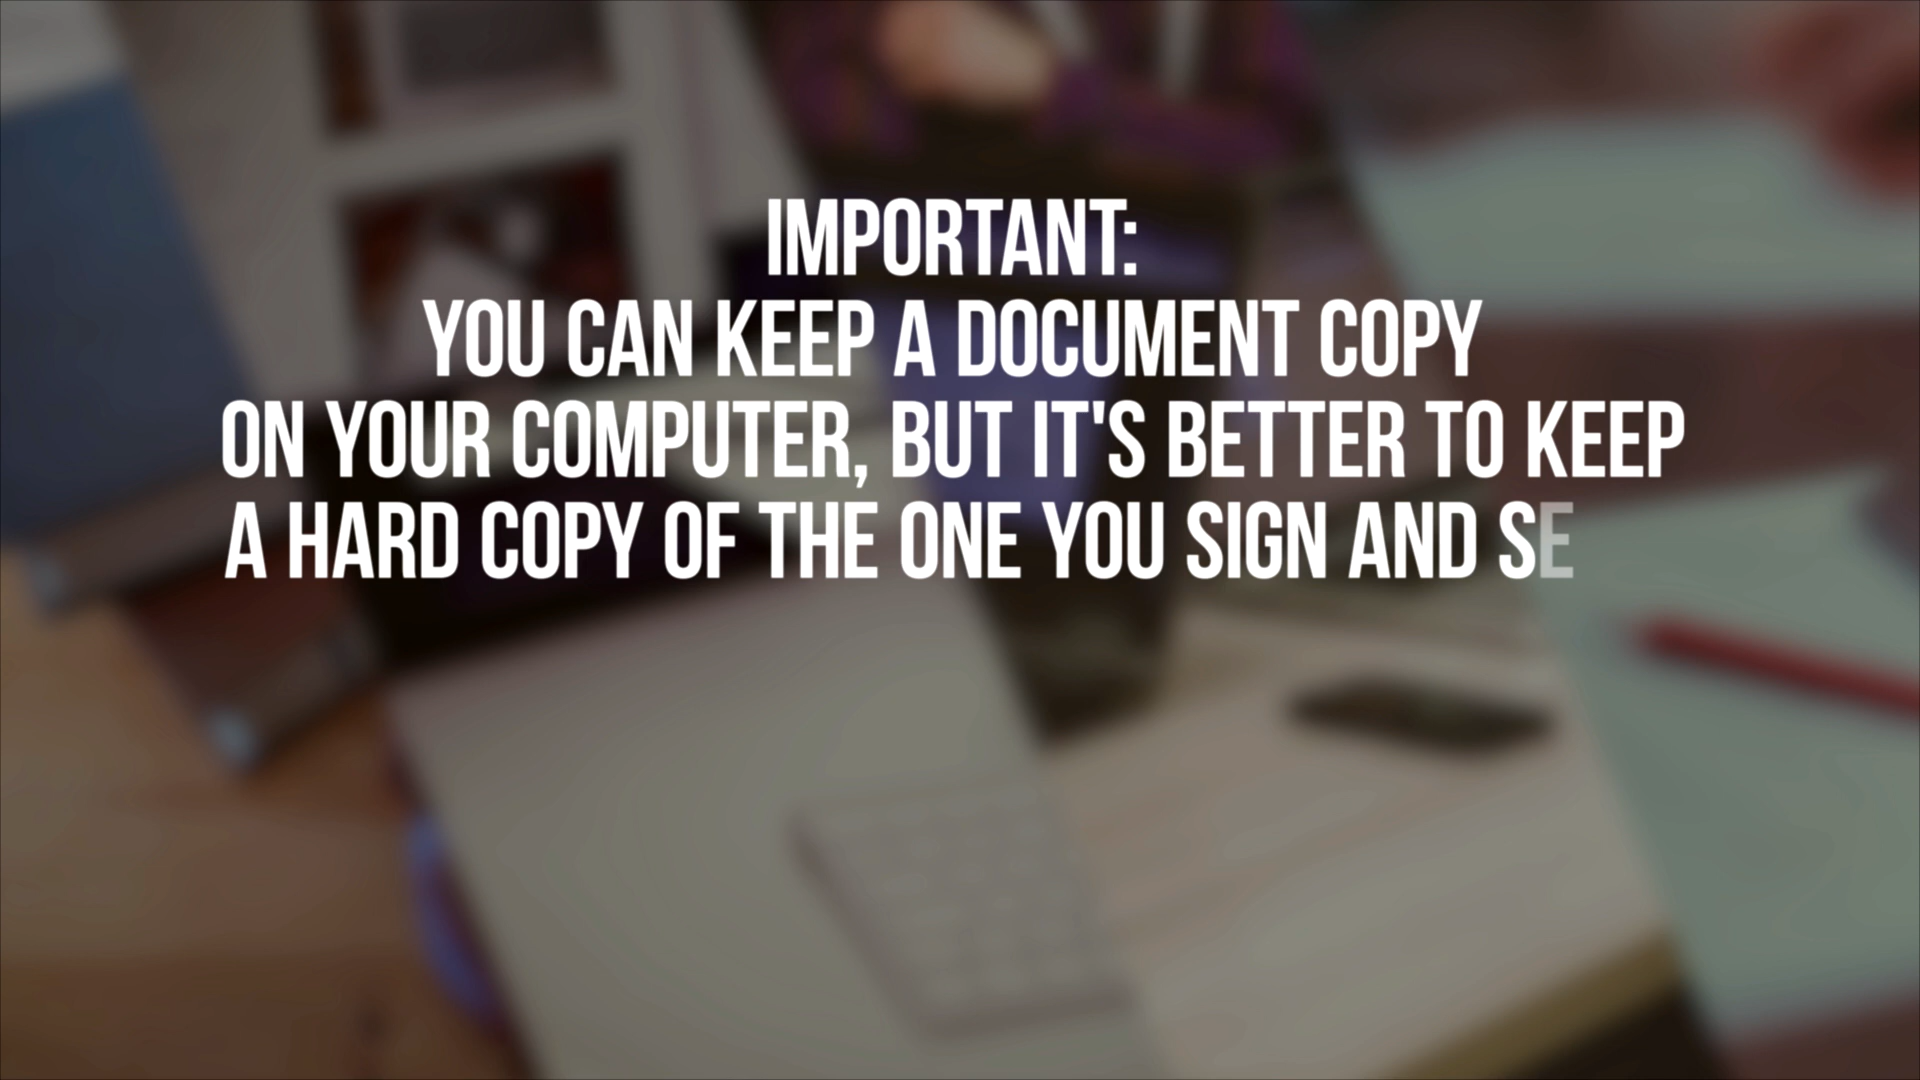 IMPORTANT:
YOU CAN KEEP A DOCUMENT COPY
ON YOUR COMPUTER, BUT IT'S BETTER TO KEEP
A HARD COPY OF THE ONE YOU SIGN AND SE